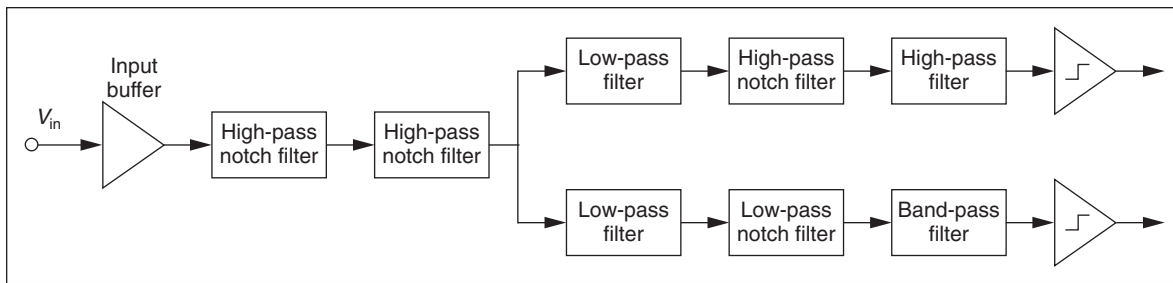 Input
buffer
V_in
High-pass
notch filter
High-pass
notch filter
Low-pass
filter
High-pass
notch filter
High-pass
filter
Low-pass
filter
Low-pass
notch filter
Band-pass
filter